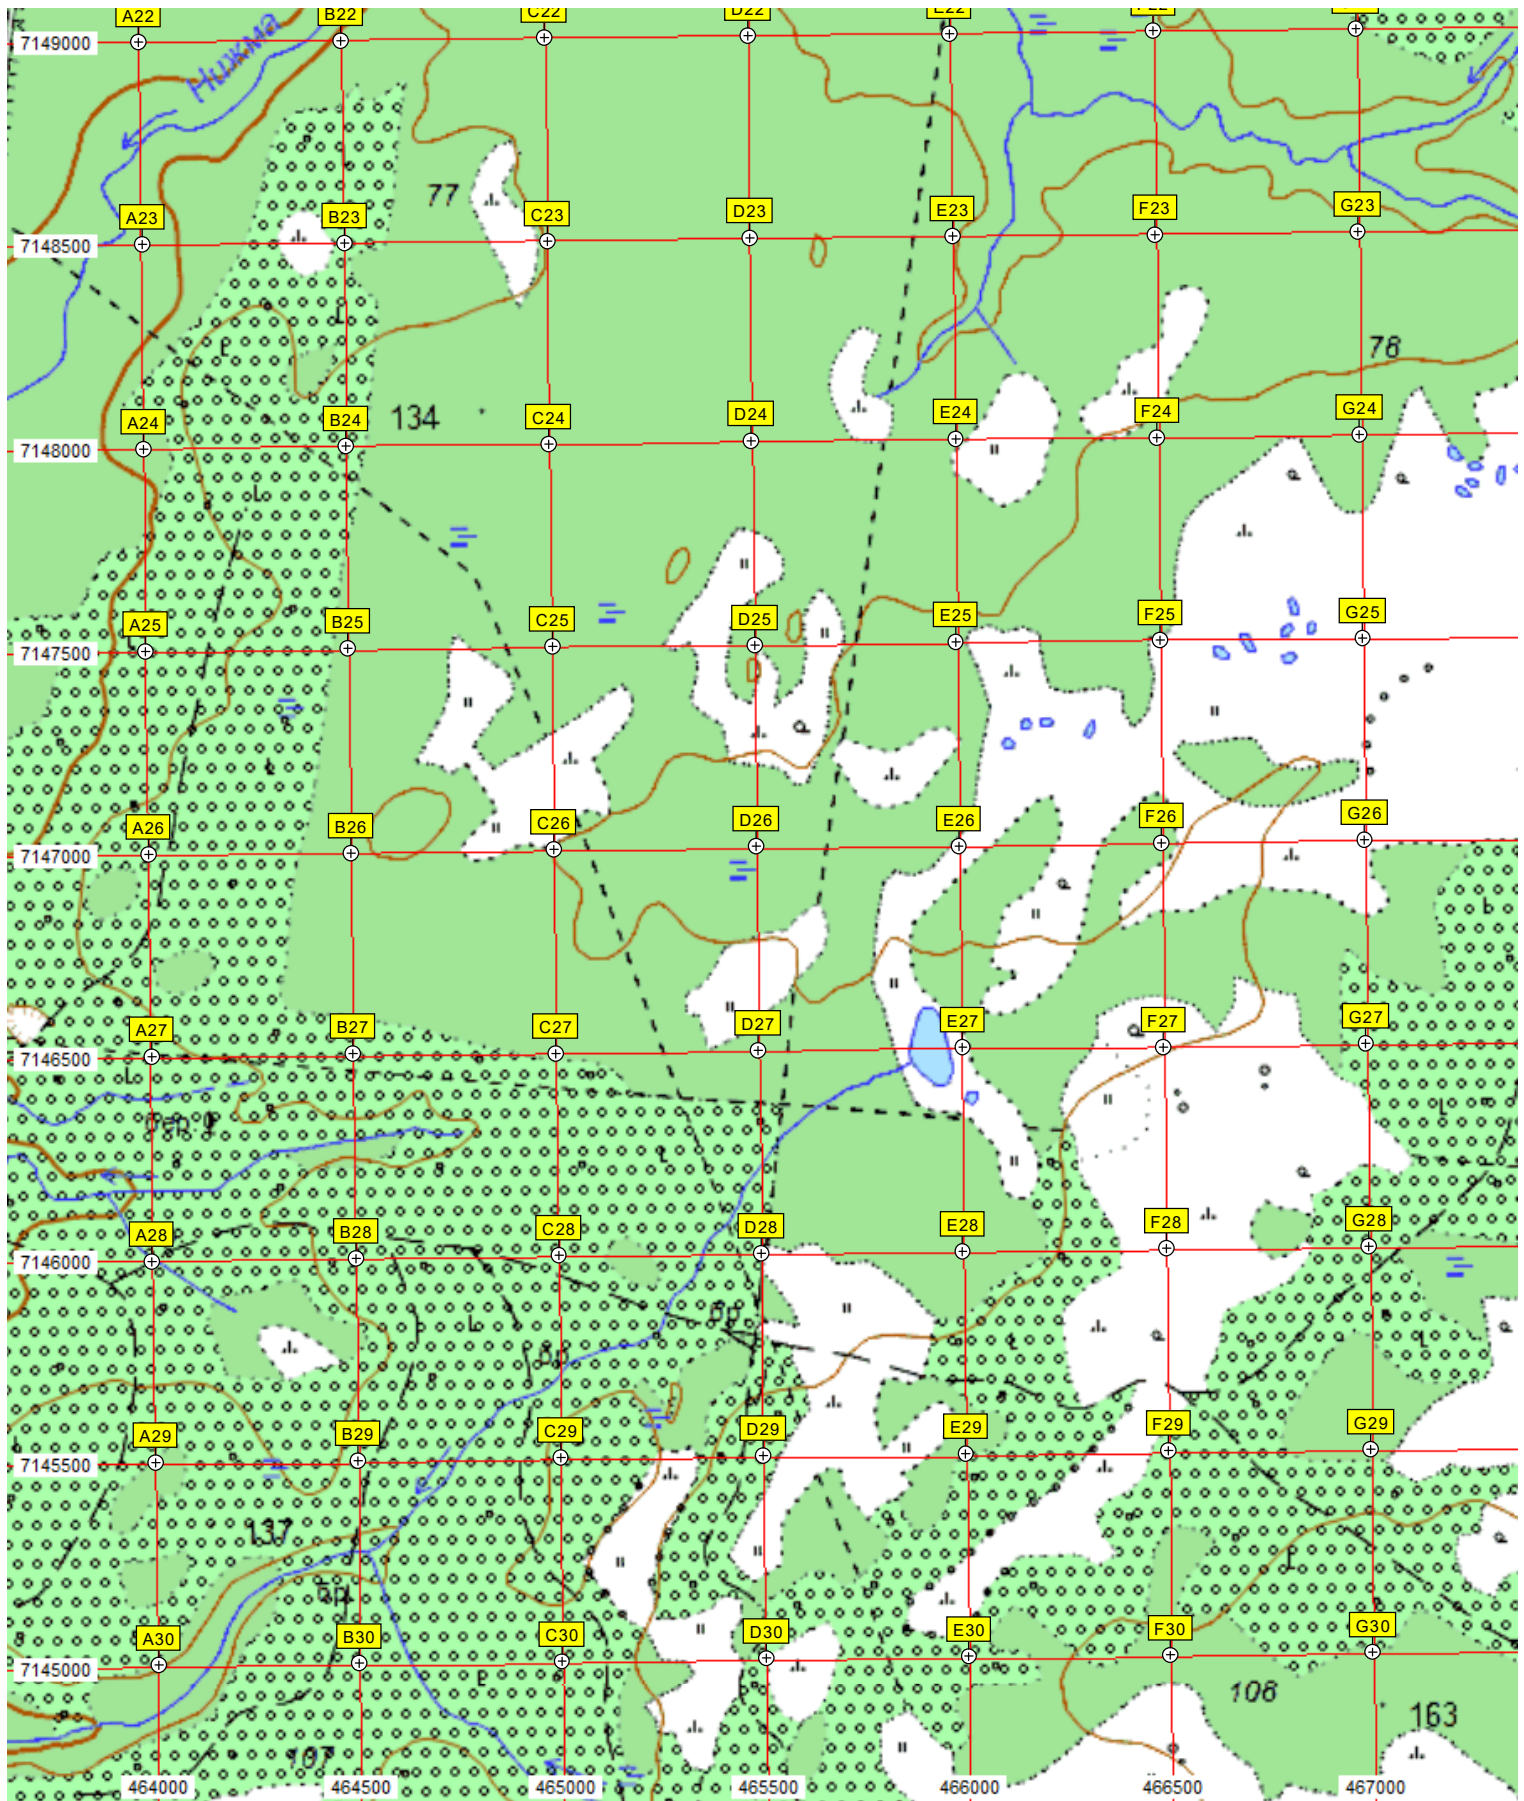 A22 B22 C22 D22 E22 F22
7149000
Нижма
77
A23 B23 C23 D23 E23 F23 G23
7148500
78
A24 B24 C24 D24 E24 F24 G24
134
7148000
A25 B25 C25 D25 E25 F25 G25
7147500
A26 B26 C26 D26 E26 F26 G26
7147000
A27 B27 C27 D27 E27 F27 G27
7146500
A28 B28 C28 D28 E28 F28 G28
7146000
ор
ор
A29 B29 C29 D29 E29 F29 G29
7145500
137
ор
A30 B30 C30 D30 E30 F30 G30
7145000
106
163
107
464000 464500 465000 465500 466000 466500 467000